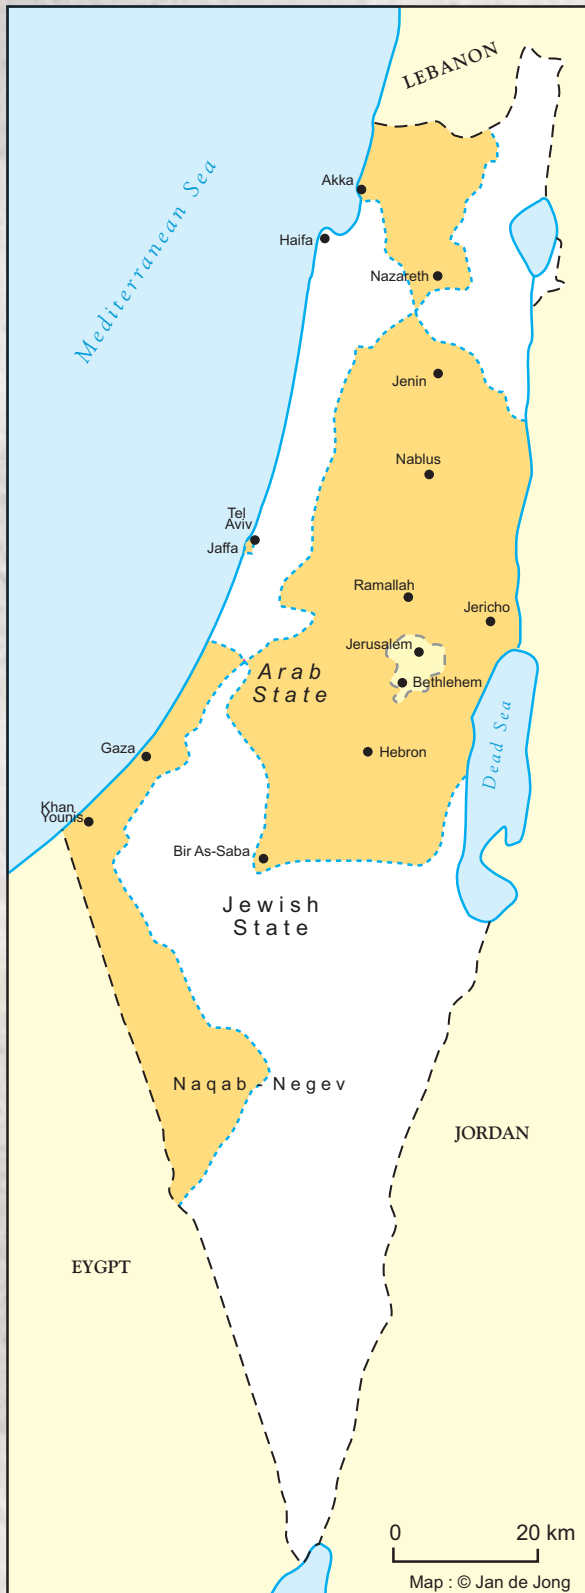 LEBANON
Mediterranean Sea
Akka
Haifa
Nazareth
Jenin
Nablus
Tel
Aviv
Jaffa
Ramallah
Jericho
Jerusalem
Arab
State
Bethlehem
Dead Sea
Gaza
Hebron
Khan
Younis
Bir As-Saba
Jewish
State
Naqab - Negev
JORDAN
EYGPT
0 20 km
Map : © Jan de Jong